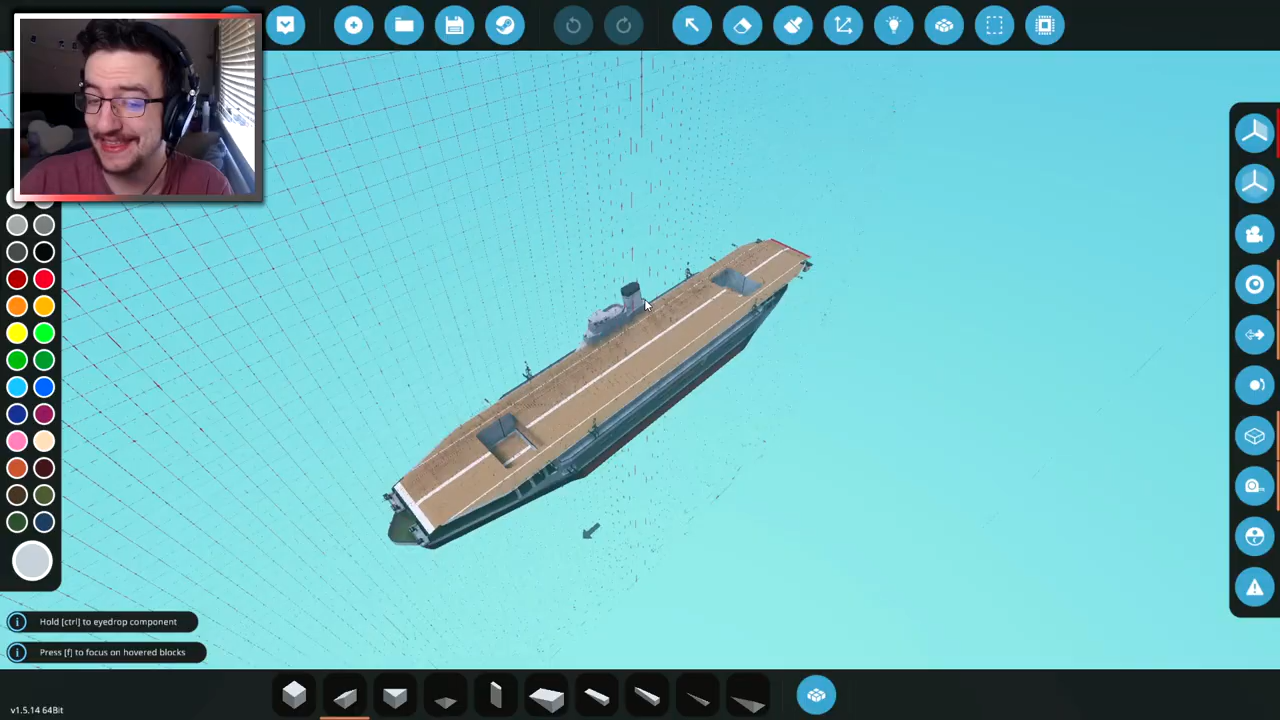 Hold [ctrl] to eyedrop component
Press [f] to focus on hovered blocks
v1.5.14 64Bit